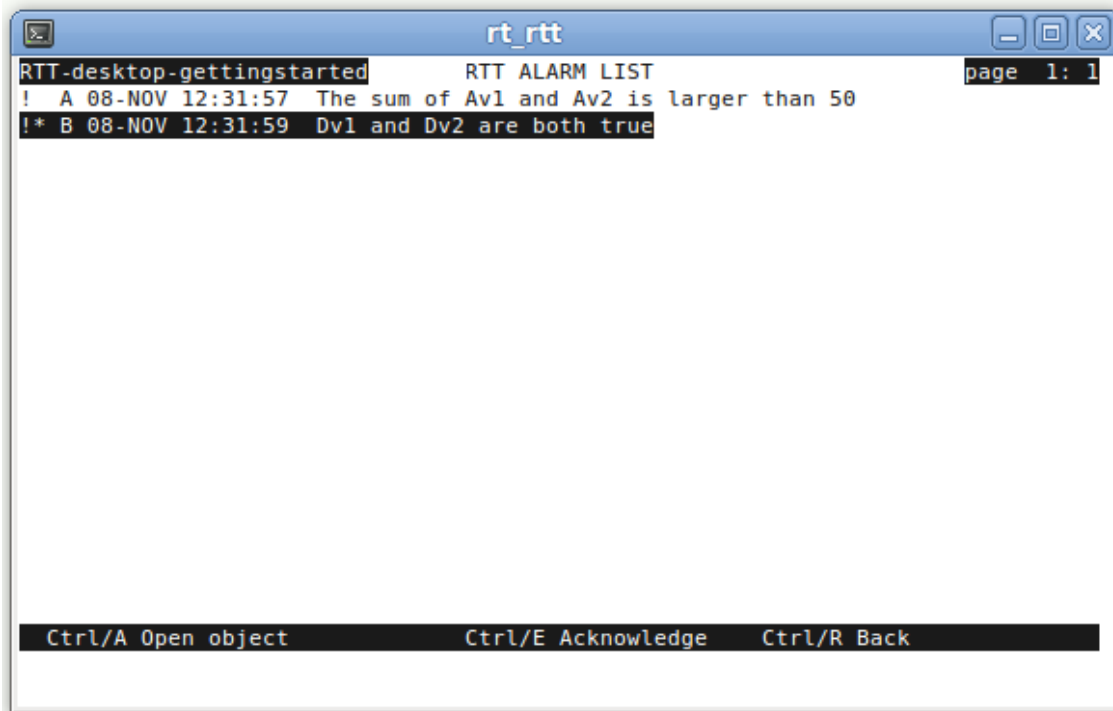 rt_rtt
RTT-desktop-gettingstarted RTT ALARM LIST page 1: 1
! A 08-NOV 12:31:57 The sum of Av1 and Av2 is larger than 50
!* B 08-NOV 12:31:59 Dv1 and Dv2 are both true
Ctrl/A Open object Ctrl/E Acknowledge Ctrl/R Back